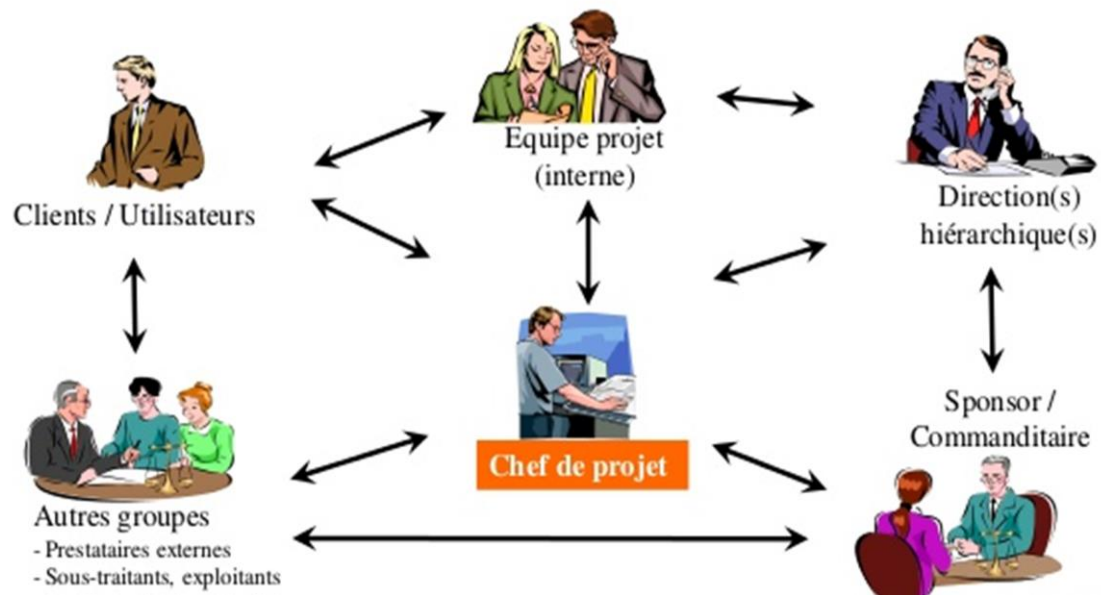 Equipe projet
(interne)
Direction(s)
hiérarchique(s)
Clients / Utilisateurs
Sponsor /
Commanditaire
Chef de projet
Autres groupes
- Prestataires externes
- Sous-traitants, exploitants